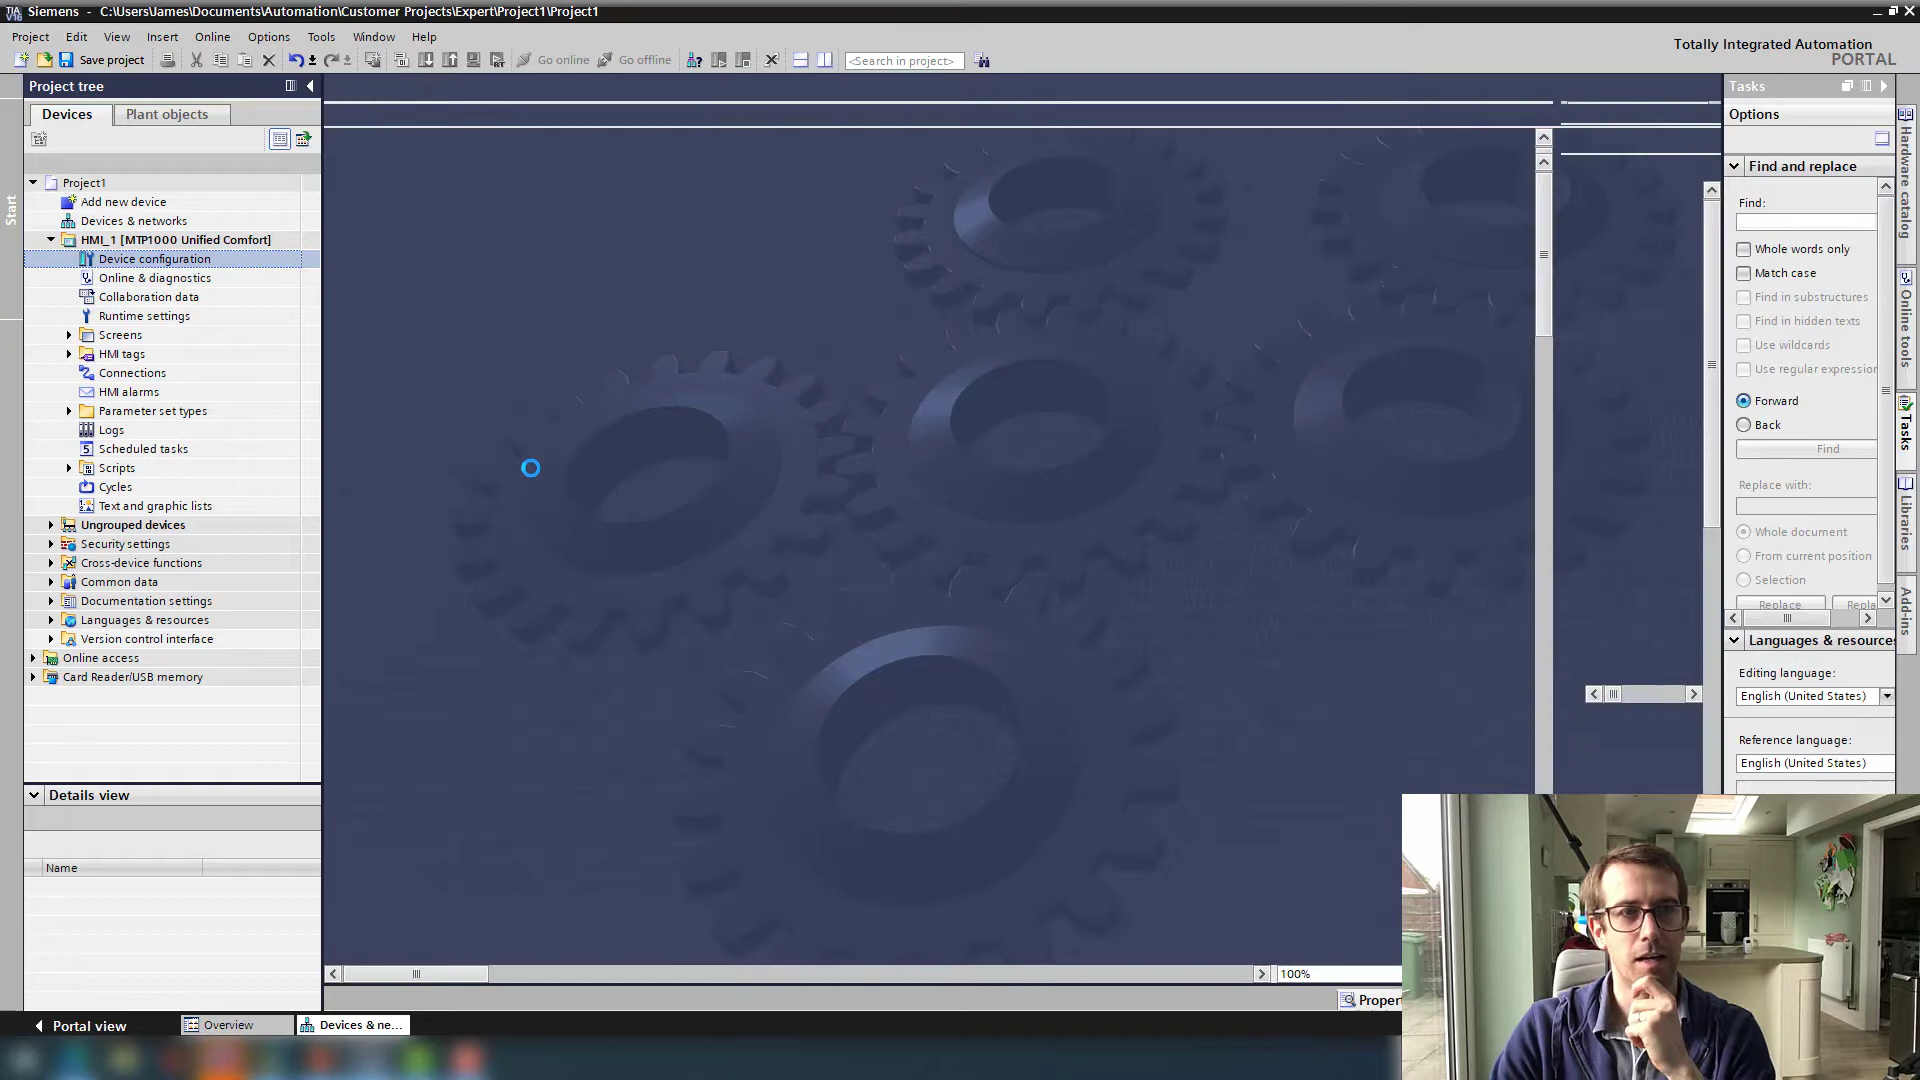 TIA
V16
Siemens - C:\Users\James\Documents\Automation\Customer Projects\Expert\Project1\Project1
Project Edit View Insert Online Options Tools Window Help
Totally Integrated Automation
PORTAL
Save project
Go online
Go offline
<Search in project>
Project tree
Devices
Plant objects
Start
Project1
Add new device
Devices & networks
HMI_1 [MTP1000 Unified Comfort]
Device configuration
Online & diagnostics
Collaboration data
Runtime settings
Screens
HMI tags
Connections
HMI alarms
Parameter set types
Logs
Scheduled tasks
Scripts
Cycles
Text and graphic lists
Ungrouped devices
Security settings
Cross-device functions
Common data
Documentation settings
Languages & resources
Version control interface
Online access
Card Reader/USB memory
Details view
Name
Tasks
Options
Find and replace
Find:
Whole words only
Match case
Find in substructures
Find in hidden texts
Use wildcards
Use regular expression
Forward
Back
Find
Replace with:
Whole document
From current position
Selection
Replace
Repla
Languages & resources
Editing language:
English (United States)
Reference language:
English (United States)
Hardware catalog
Online tools
Tasks
Libraries
Add-ins
100%
Proper
Portal view
Overview
Devices & ne...